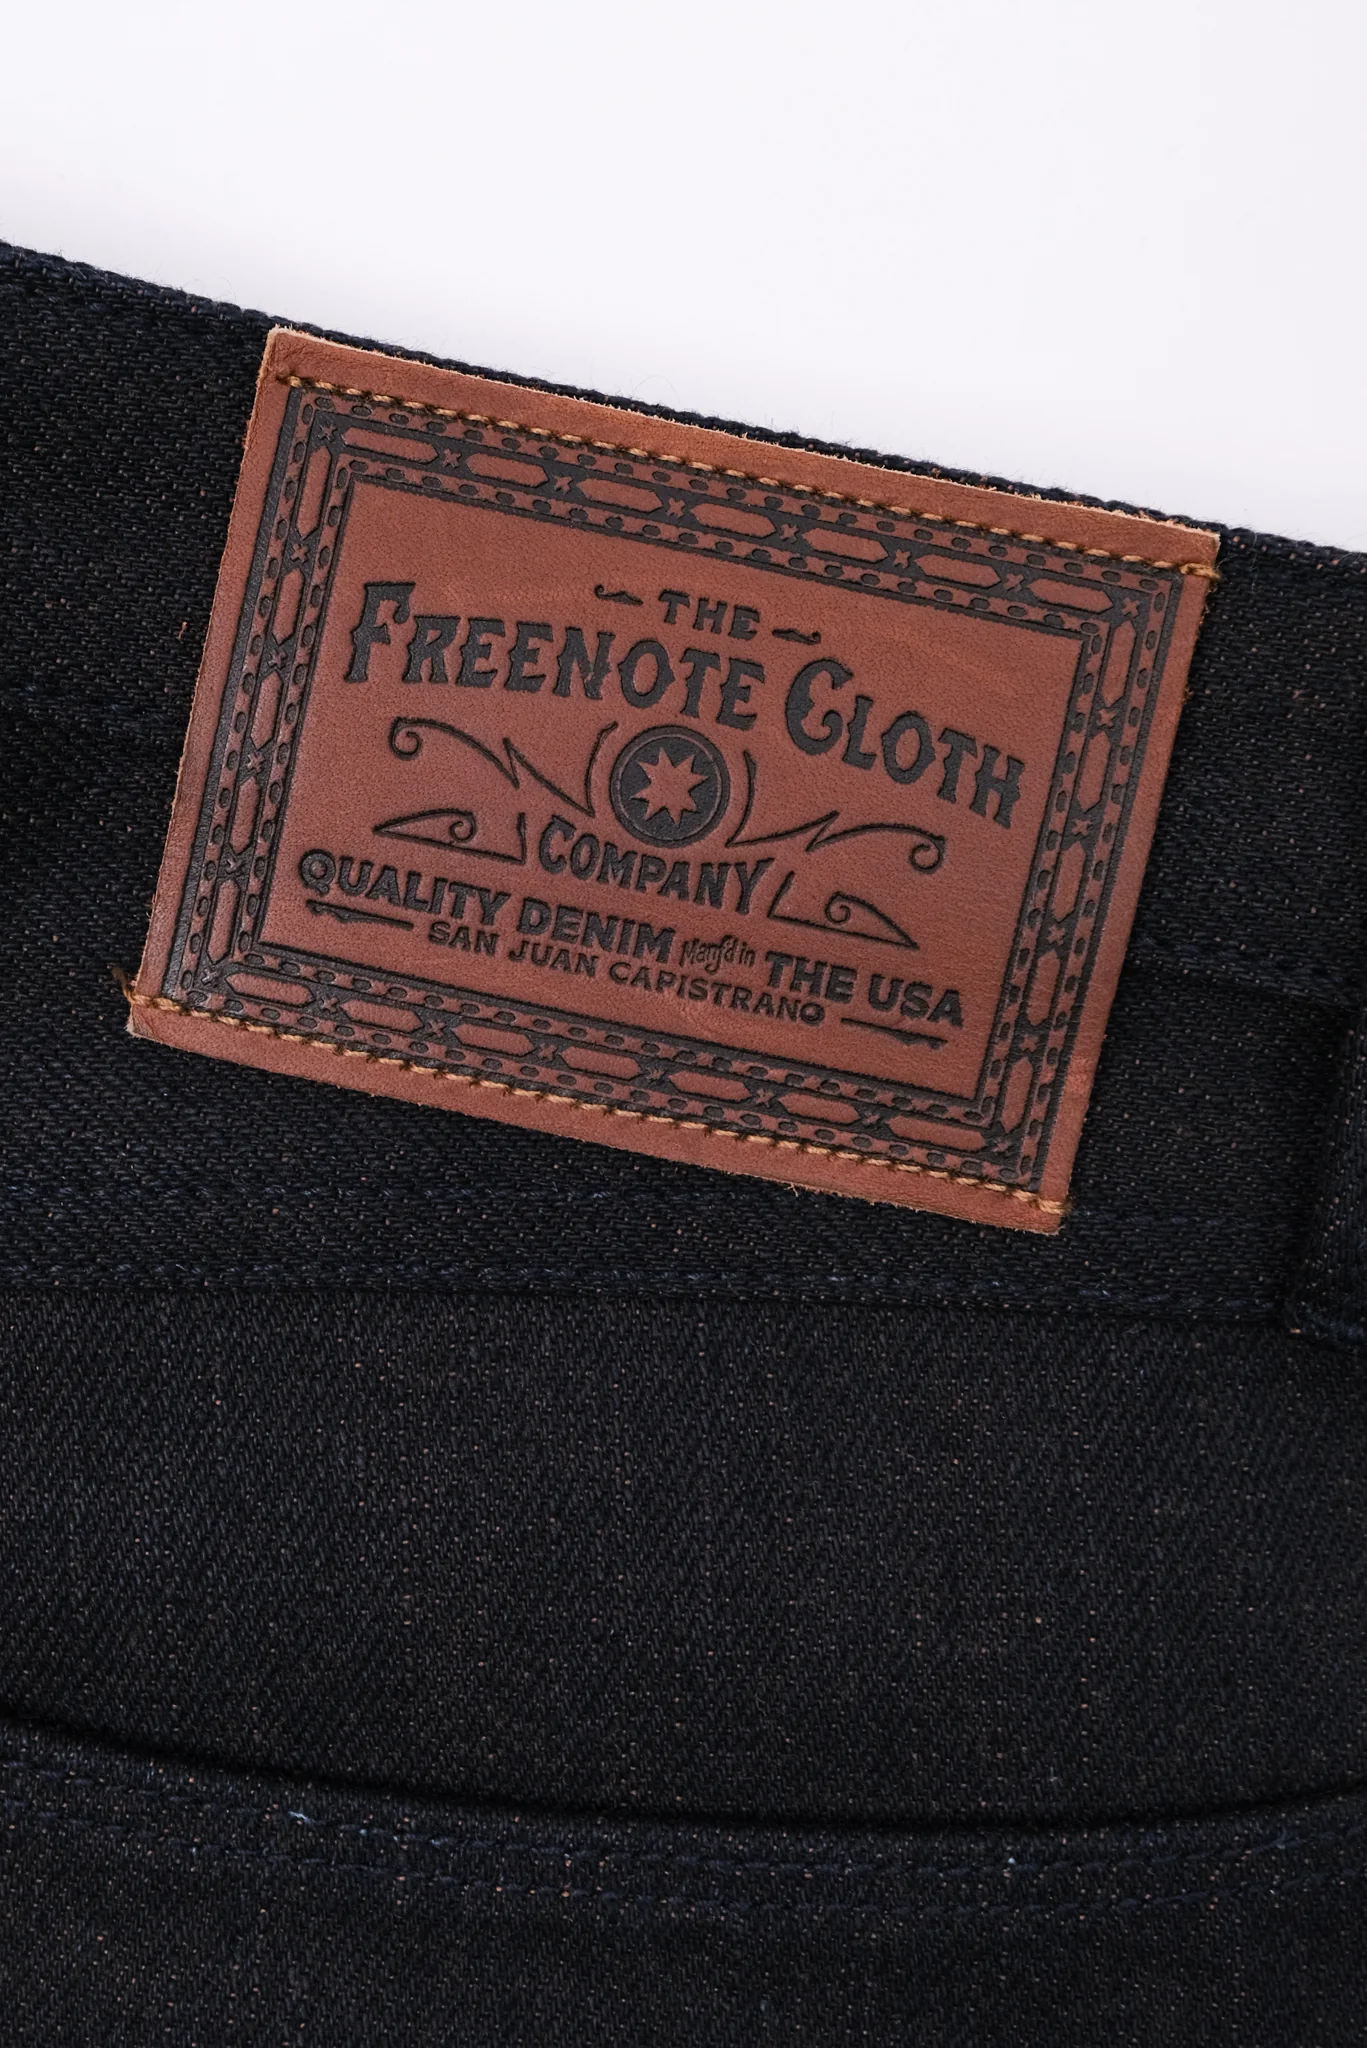 THE
FREENOTE CLOTH
COMPANY
QUALITY DENIM Manf'd in THE USA
SAN JUAN CAPISTRANO